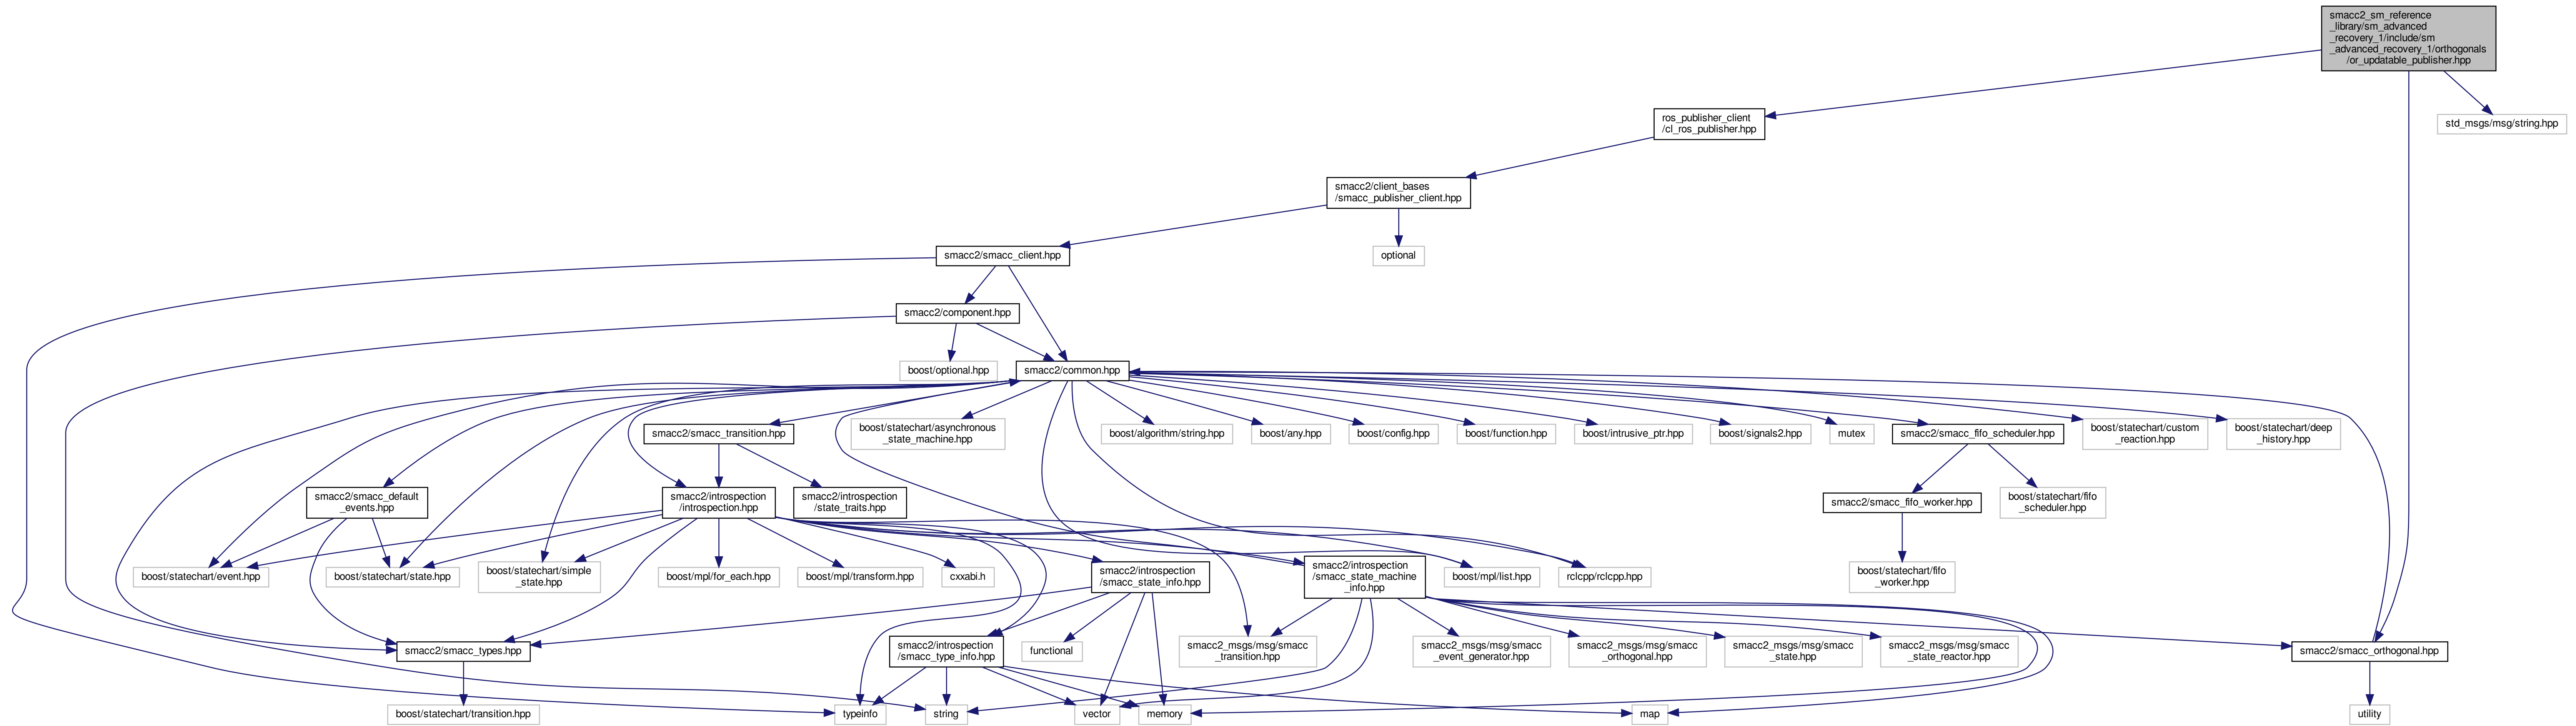 smacc2_sm_reference
_library/sm_advanced
_recovery_1/include/sm
_advanced_recovery_1/orthogonals
/or_updatable_publisher.hpp
ros_publisher_client
/cl_ros_publisher.hpp
std_msgs/msg/string.hpp
smacc2/client_bases
/smacc_publisher_client.hpp
smacc2/smacc_client.hpp
optional
smacc2/component.hpp
boost/optional.hpp
smacc2/common.hpp
smacc2/smacc_transition.hpp
boost/statechart/asynchronous
_state_machine.hpp
boost/algorithm/string.hpp
boost/any.hpp
boost/config.hpp
boost/function.hpp
boost/intrusive_ptr.hpp
boost/signals2.hpp
mutex
smacc2/smacc_fifo_scheduler.hpp
boost/statechart/custom
_reaction.hpp
boost/statechart/deep
_history.hpp
smacc2/smacc_default
_events.hpp
smacc2/introspection
/introspection.hpp
smacc2/introspection
/state_traits.hpp
smacc2/smacc_fifo_worker.hpp
boost/statechart/fifo
_scheduler.hpp
boost/statechart/event.hpp
boost/statechart/state.hpp
boost/statechart/simple
_state.hpp
boost/mpl/for_each.hpp
boost/mpl/transform.hpp
cxxabi.h
smacc2/introspection
/smacc_state_info.hpp
smacc2/introspection
/smacc_state_machine
_info.hpp
boost/mpl/list.hpp
rclcpp/rclcpp.hpp
boost/statechart/fifo
_worker.hpp
smacc2/smacc_types.hpp
smacc2/introspection
/smacc_type_info.hpp
functional
smacc2_msgs/msg/smacc
_transition.hpp
smacc2_msgs/msg/smacc
_event_generator.hpp
smacc2_msgs/msg/smacc
_orthogonal.hpp
smacc2_msgs/msg/smacc
_state.hpp
smacc2_msgs/msg/smacc
_state_reactor.hpp
smacc2/smacc_orthogonal.hpp
boost/statechart/transition.hpp
typeinfo
string
vector
memory
map
utility